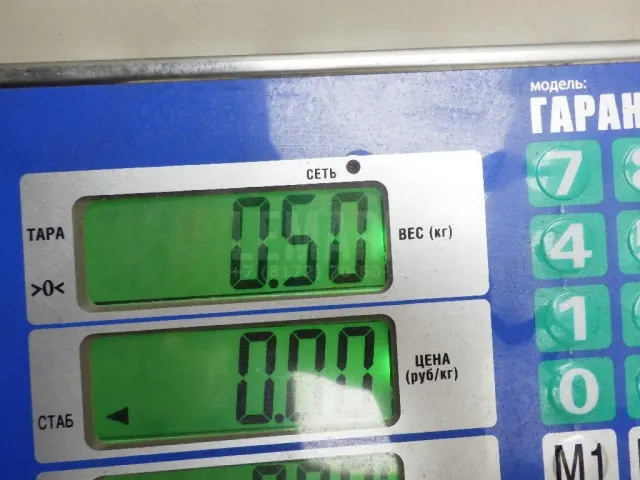 модель:
ГАРАН
СЕТЬ
ТАРА
0.50
ВЕС (кг)
>0<
7
4
1
0
0.00
ЦЕНА
(руб/кг)
СТАБ
М1